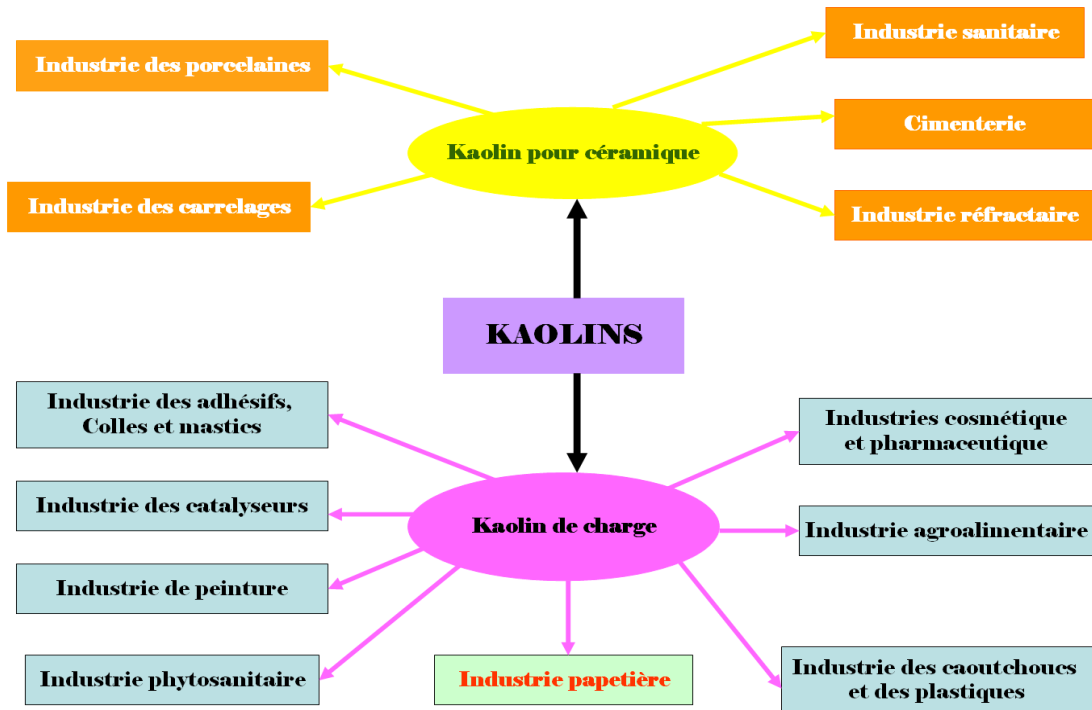 Industrie sanitaire
Industrie des porcelaines
Cimenterie
Kaolin pour céramique
Industrie des carrelages
Industrie réfractaire
KAOLINS
Industrie des adhésifs,
Colles et mastics
Industries cosmétique
et pharmaceutique
Industrie des catalyseurs
Kaolin de charge
Industrie agroalimentaire
Industrie de peinture
Industrie phytosanitaire
Industrie papetière
Industrie des caoutchoucs
et des plastiques